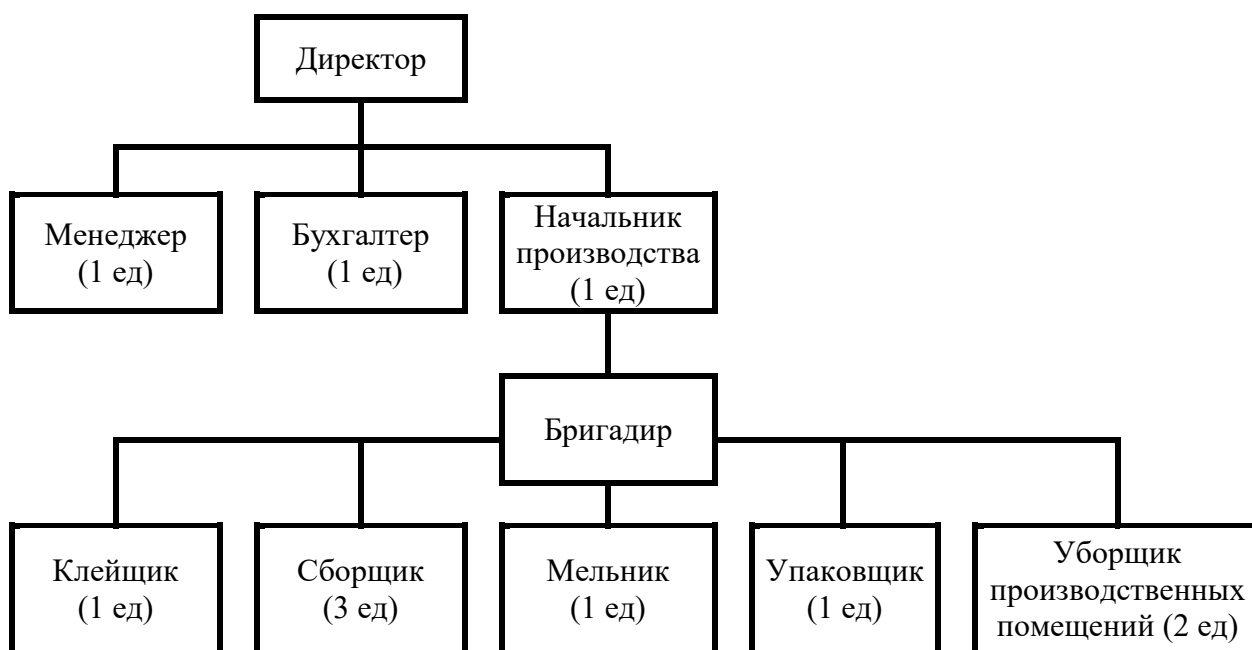 Директор
Менеджер
(1 ед)
Бухгалтер
(1 ед)
Начальник
производства
(1 ед)
Бригадир
Клейщик
(1 ед)
Сборщик
(3 ед)
Мельник
(1 ед)
Упаковщик
(1 ед)
Уборщик
производственных
помещений (2 ед)